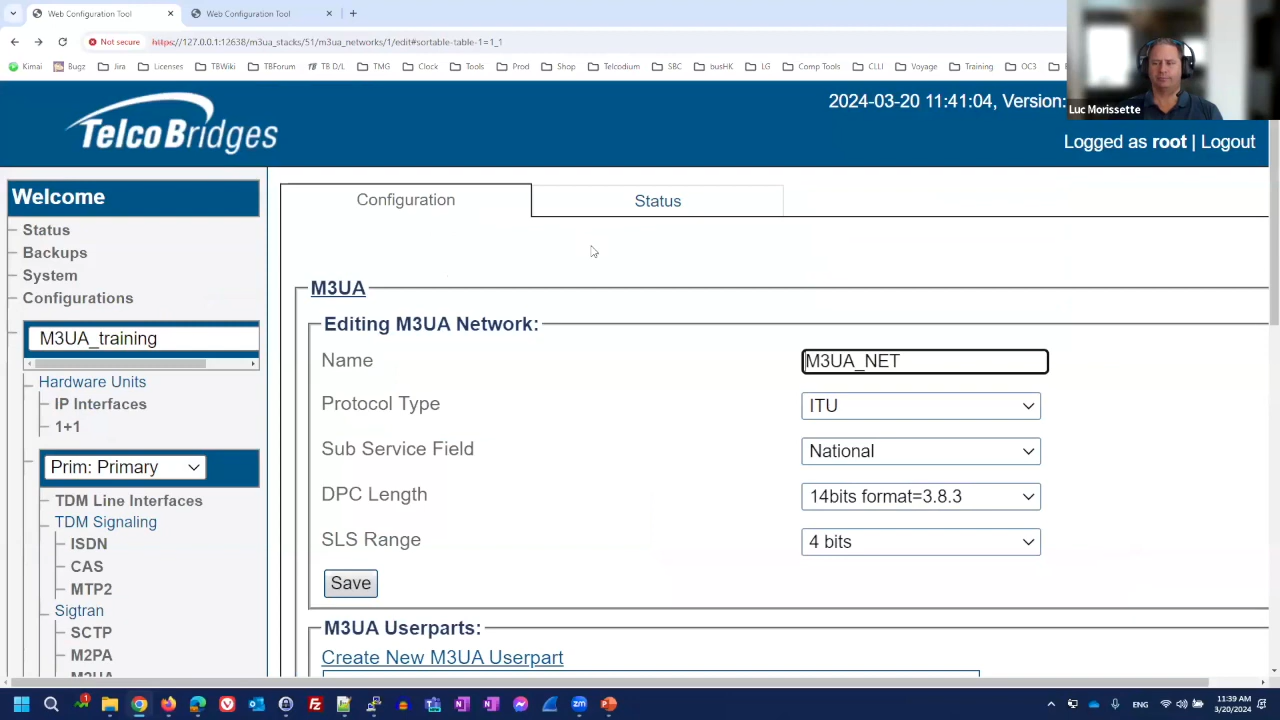 Web Configuration Tool
Web Configuration Tool
Not secure
https://127.0.0.1:12638/m3ua_stacks/51/m3ua_networks/1/edit#sortable-table-1=1_1
Kimai
Bugz
Jira
Licenses
TBWiki
TBForum
TB D/L
TMG
Clock
Tools
Prod
Shop
Telcodium
SBC
busHK
LG
Comp Tools
CLLI
Voyage
Training
OC3
Luc Morissette
TelcoBridges
2024-03-20 11:41:04, Version:
Logged as root | Logout
Welcome
Status
Backups
System
Configurations
M3UA_training
Hardware Units
IP Interfaces
1+1
Prim: Primary
TDM Line Interfaces
TDM Signaling
ISDN
CAS
MTP2
Sigtran
SCTP
M2PA
M2UA
Configuration
Status
M3UA
Editing M3UA Network:
Name
M3UA_NET
Protocol Type
ITU
Sub Service Field
National
DPC Length
14bits format=3.8.3
SLS Range
4 bits
Save
M3UA Userparts:
Create New M3UA Userpart
ENG
11:39 AM
3/20/2024